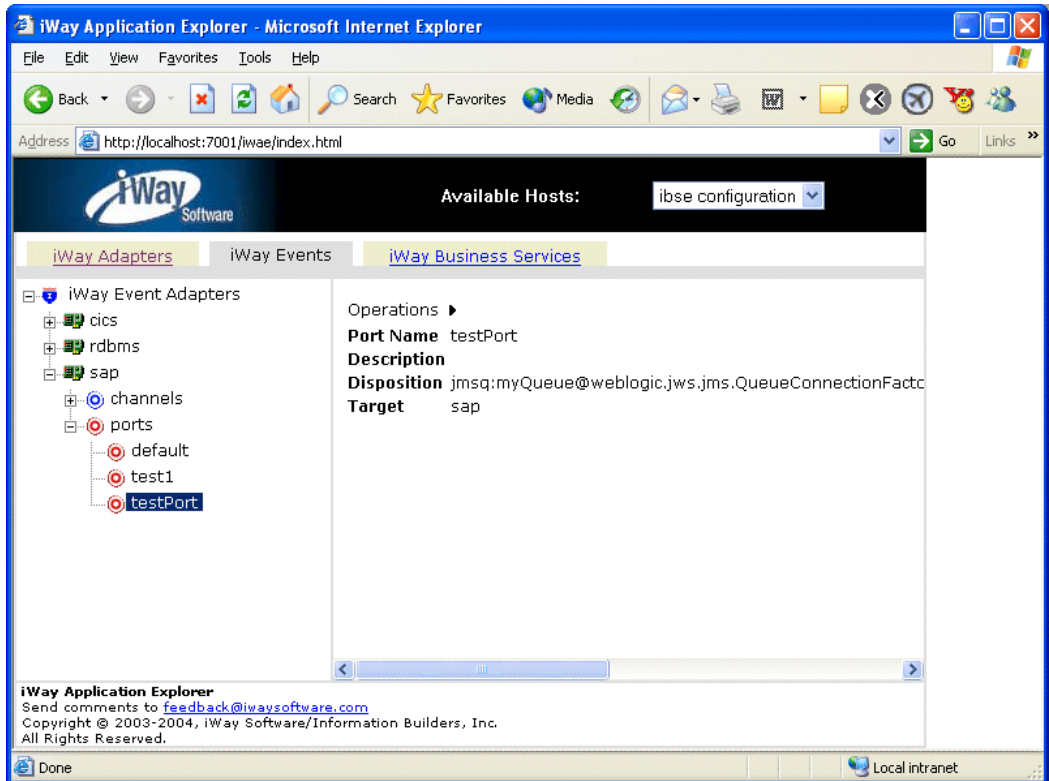 iWay Application Explorer - Microsoft Internet Explorer
File Edit View Favorites Tools Help
Back Search Favorites Media
Address http://localhost:7001/iwae/index.html Go Links »
iWay Software Available Hosts: ibse configuration
iWay Adapters iWay Events iWay Business Services
iWay Event Adapters
cics
rdbms
sap
channels
ports
default
test1
testPort
Operations
Port Name testPort
Description
Disposition jmsq:myQueue@weblogic.jws.jms.QueueConnectionFacto
Target sap
iWay Application Explorer
Send comments to feedback@iwaysoftware.com
Copyright @ 2003-2004, iWay Software/Information Builders, Inc.
All Rights Reserved.
Done Local intranet